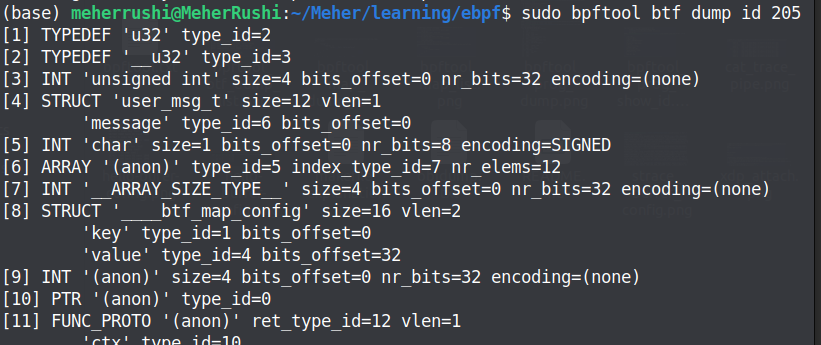 (base) meherrushi@MeherRushi:~/Meher/learning/ebpf$ sudo bpftool btf dump id 205
[1] TYPEDEF 'u32' type_id=2
[2] TYPEDEF '__u32' type_id=3
[3] INT 'unsigned int' size=4 bits_offset=0 nr_bits=32 encoding=(none)
[4] STRUCT 'user_msg_t' size=12 vlen=1
        'message' type_id=6 bits_offset=0
[5] INT 'char' size=1 bits_offset=0 nr_bits=8 encoding=SIGNED
[6] ARRAY '(anon)' type_id=5 index_type_id=7 nr_elems=12
[7] INT '__ARRAY_SIZE_TYPE__' size=4 bits_offset=0 nr_bits=32 encoding=(none)
[8] STRUCT '____btf_map_config' size=16 vlen=2
        'key' type_id=1 bits_offset=0
        'value' type_id=4 bits_offset=32
[9] INT '(anon)' size=4 bits_offset=0 nr_bits=32 encoding=(none)
[10] PTR '(anon)' type_id=0
[11] FUNC_PROTO '(anon)' ret_type_id=12 vlen=1
        'ctx' type_id=10